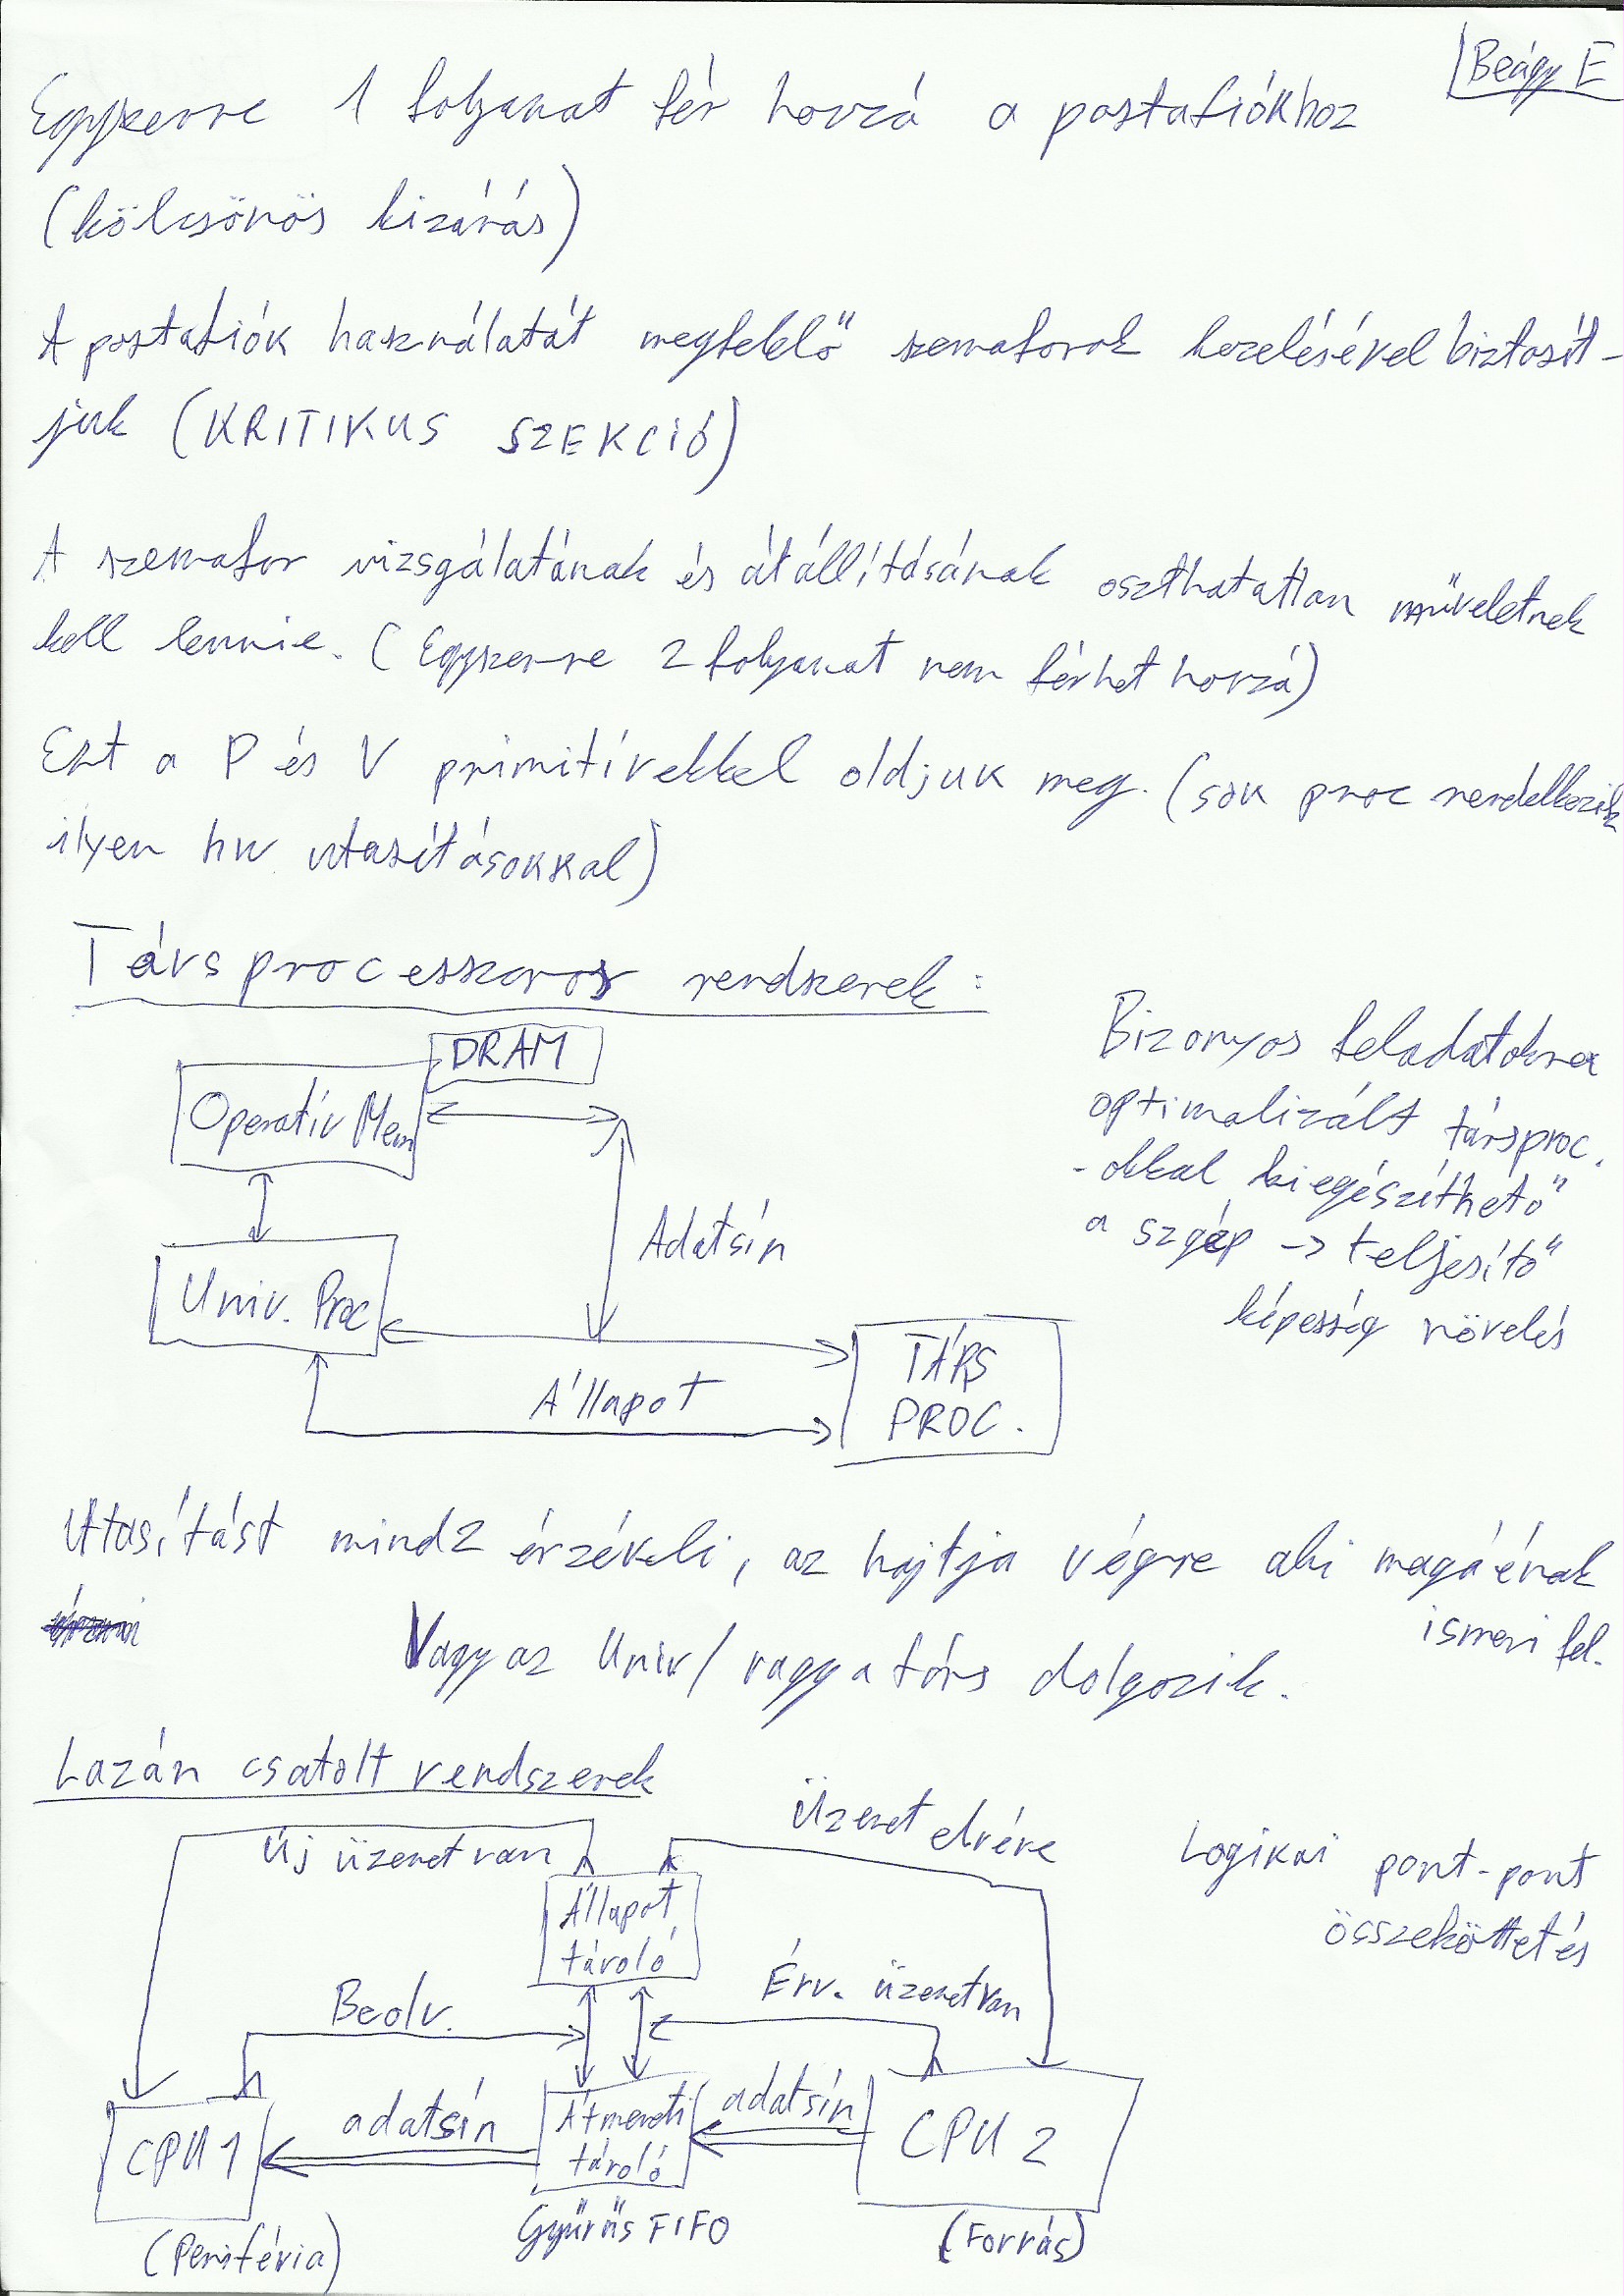 Beágy E
Egyszerre 1 folyamat fér hozzá a postafiókhoz
(kölcsönös kizárás)
A postafiók használatát megfelelő szemaforok kezelésével biztosít-
juk (KRITIKUS SZEKCIÓ)
A szemafor vizsgálatának és átállításának oszthatatlan műveletnek
kell lennie. (Egyszerre 2 folyamat nem férhet hozzá)
Ezt a P és V primitívekkel oldjuk meg. (sok proc rendelkezik
ilyen hw utasításokkal)
Társprocesszoros rendszerek:
DRAM
Operatív Mem
Adatsín
Univ. Proc
Állapot
TÁRS
PROC.
Bizonyos feladatokra
optimalizált társproc.
-okkal kiegészíthető
a szgép -> teljesítő
képesség növelés
Utasítást mind2 érzékeli, az hajtja végre aki magáénak
ismeri fel.
Vagy az Univ/ vagy a társ dolgozik.
Lazán csatolt rendszerek
Új üzenet van
Üzenet elvéve
Logikai pont-pont
összeköttetés
Állapot
tároló
Beolv.
Érv. üzenet van
CPU 1
adatsín
Átmeneti
tároló
adatsín
CPU 2
(Periféria)
Gyűrűs FIFO
(Forrás)